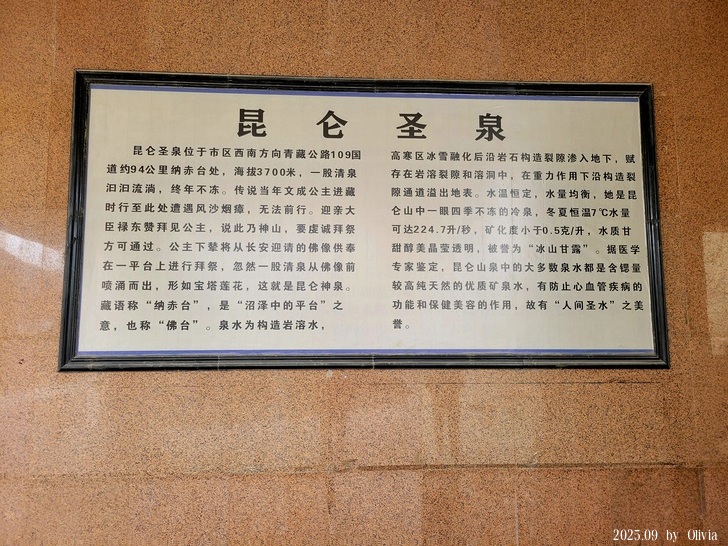 昆仑圣泉
昆仑圣泉位于市区西南方向青藏公路109国
道约94公里纳赤台处，海拔3700米，一股清泉
汩汩流淌，终年不冻。传说当年文成公主进藏
时行至此处遭遇风沙烟瘴，无法前行。迎亲大
臣禄东赞拜见公主，说此乃神山，要虔诚拜祭
方可通过。公主下辇将从长安迎请的佛像供奉
在一平台上进行拜祭，忽然一股清泉从佛像前
喷涌而出，形如宝塔莲花，这就是昆仑神泉。
藏语称“纳赤台”，是“沼泽中的平台”之
意，也称“佛台”。泉水为构造岩溶水，
高寒区冰雪融化后沿岩石构造裂隙渗入地下，赋
存在岩溶裂隙和溶洞中，在重力作用下沿构造裂
隙通道溢出地表。水温恒定，水量均衡，她是昆
仑山中一眼四季不冻的冷泉，冬夏恒温7℃水量
可达224.7升/秒，矿化度小于0.5克/升，水质甘
甜醇美晶莹透明，被誉为“冰山甘露”。据医学
专家鉴定，昆仑山泉中的大多数泉水都是含锶量
较高纯天然的优质矿泉水，有防止心血管疾病的
功能和保健美容的作用，故有“人间圣水”之美
誉。
2025.09 by Olivia